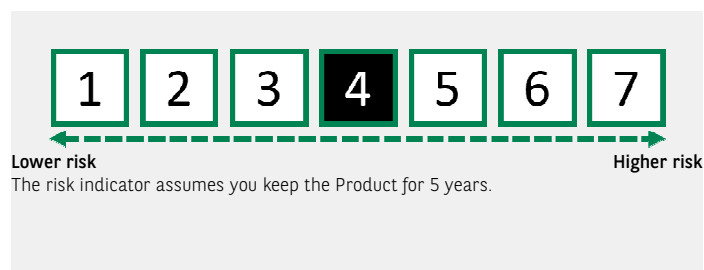 1 2 3 4 5 6 7
Lower risk Higher risk
The risk indicator assumes you keep the Product for 5 years.